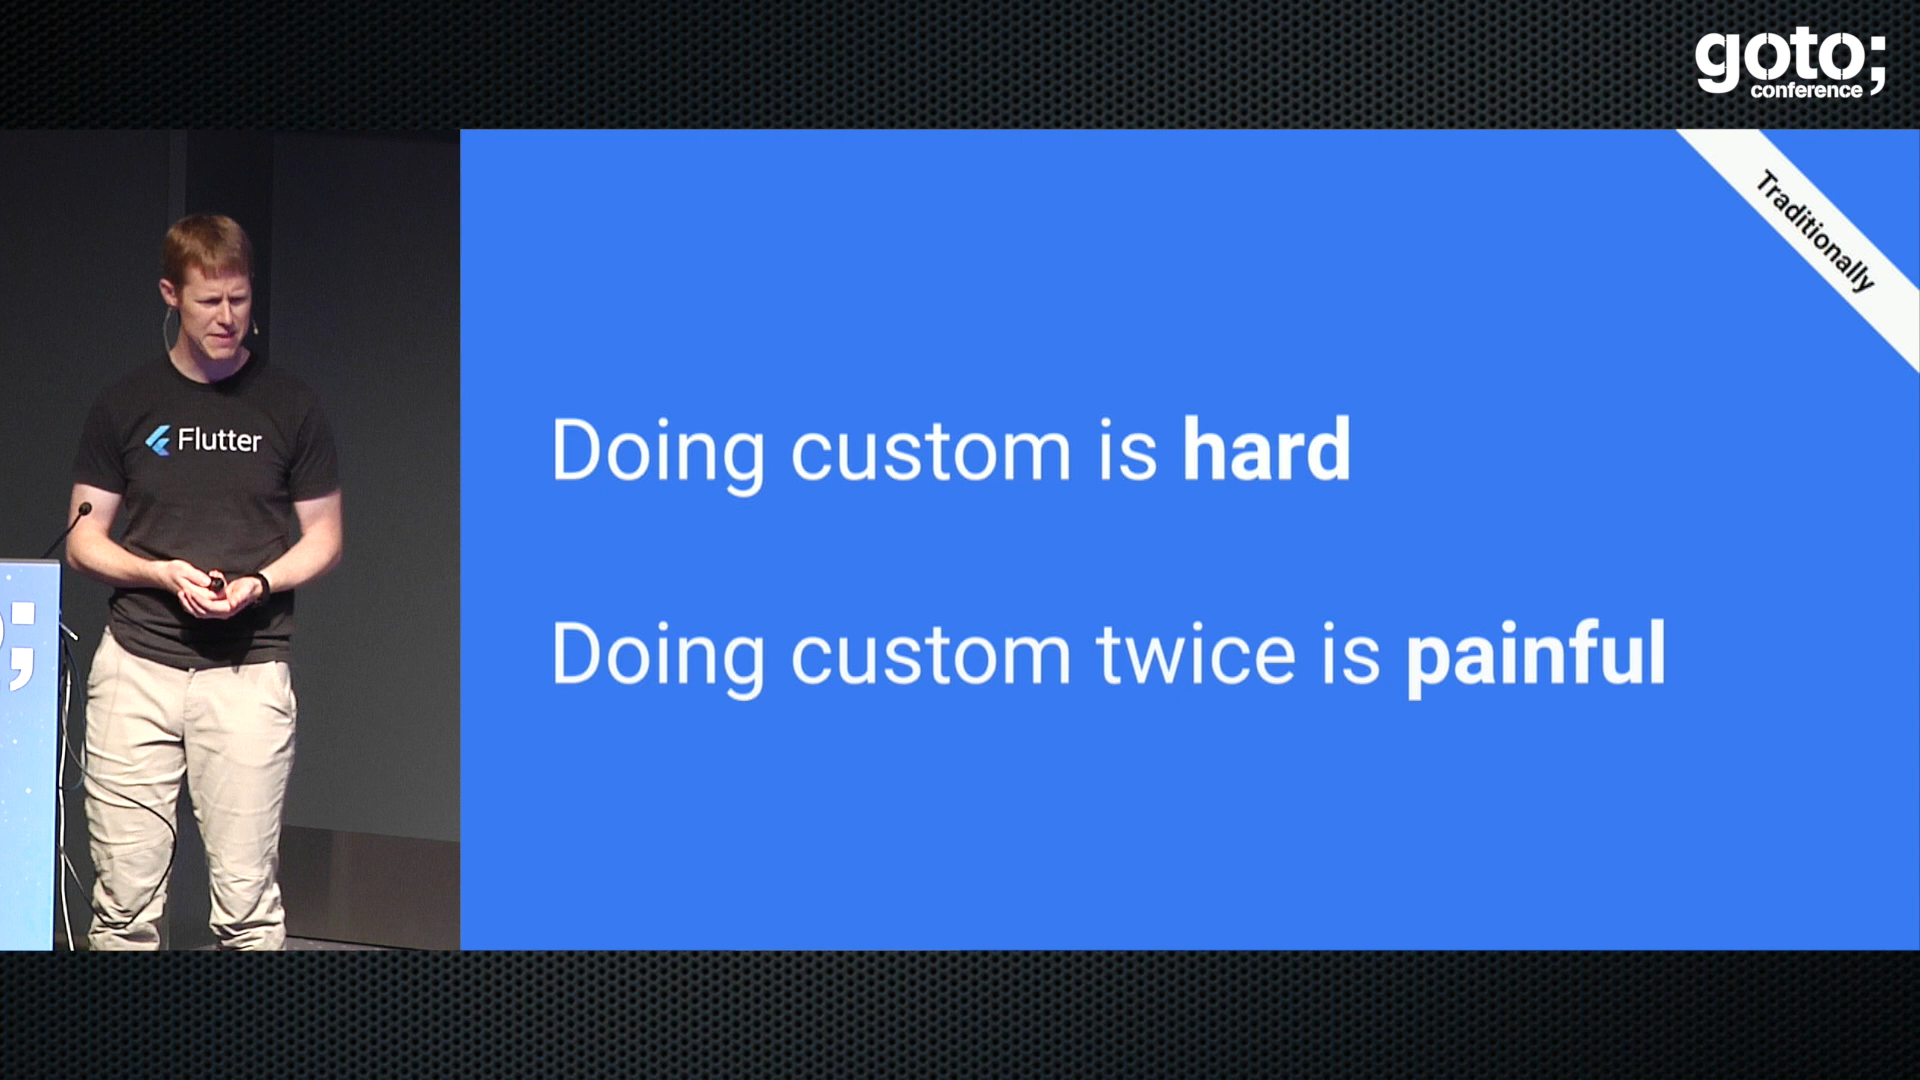 goto;
conference
Traditionally
Flutter
Doing custom is hard
Doing custom twice is painful
;